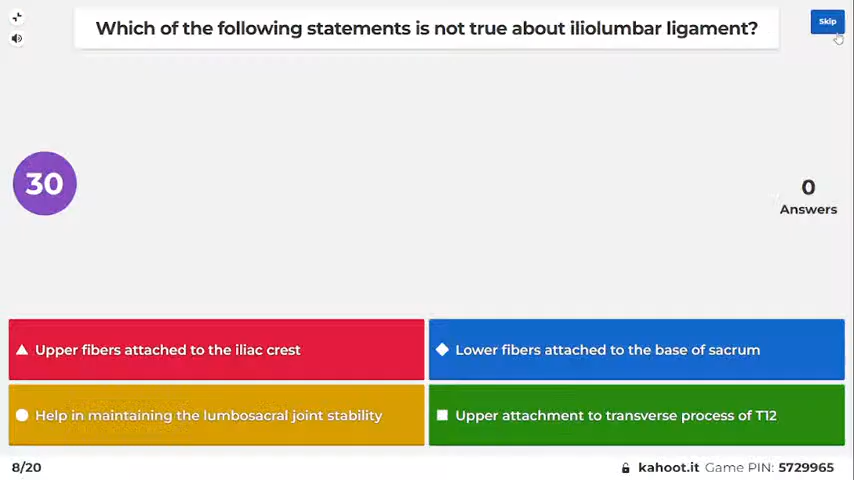 Which of the following statements is not true about iliolumbar ligament?
Skip
30
0
Answers
Upper fibers attached to the iliac crest
Lower fibers attached to the base of sacrum
Help in maintaining the lumbosacral joint stability
Upper attachment to transverse process of T12
8/20
kahoot.it Game PIN: 5729965